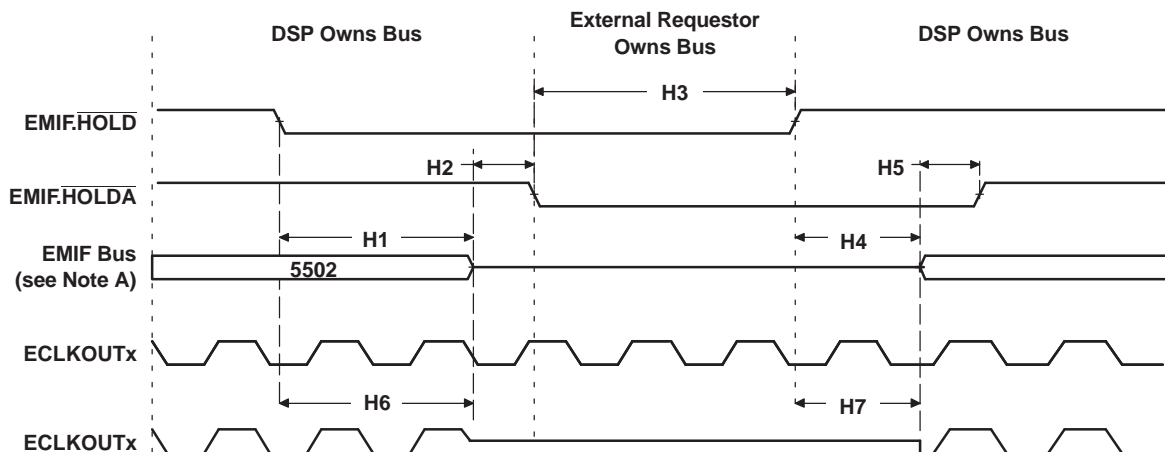 DSP Owns Bus
External Requestor
Owns Bus
DSP Owns Bus
H3
EMIF.HOLD
H2
H5
EMIF.HOLDA
H1
H4
EMIF Bus
(see Note A)
5502
ECLKOUTx
H6
H7
ECLKOUTx